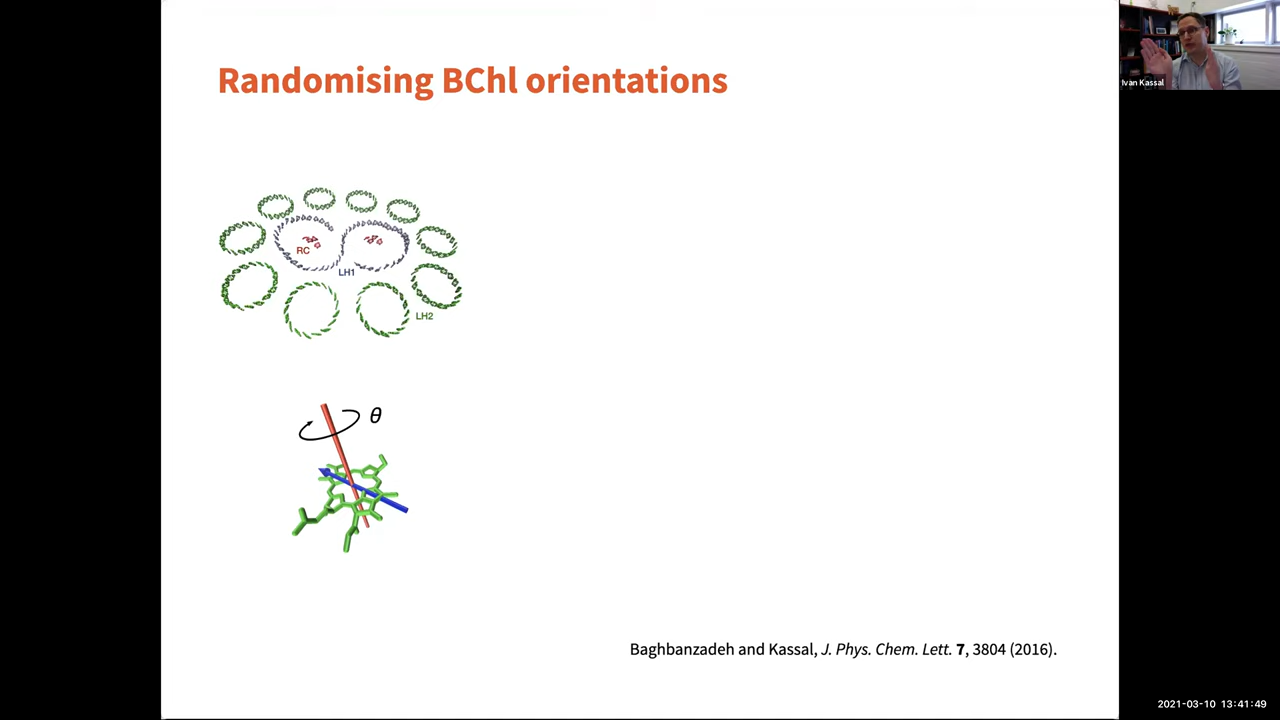 Randomising BChl orientations
Ivan Kassal
RC
LH1
LH2
θ
Baghbanzadeh and Kassal, J. Phys. Chem. Lett. 7, 3804 (2016).
2021-03-10 13:41:49